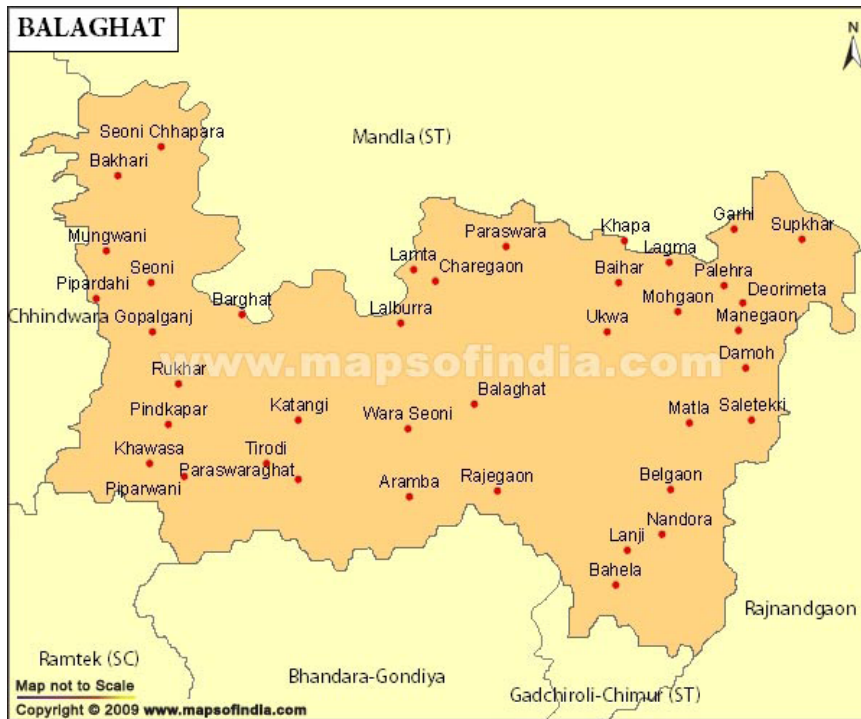 BALAGHAT
N
Seoni Chhapara
Mandla (ST)
Bakhari
Garhi
Supkhar
Mungwani
Paraswara
Khapa
Lagma
Seoni
Lamta
Charegaon
Baihar
Palehra
Pipardahi
Barghat
Mohgaon
Deorimeta
Chhindwara
Gopalganj
Lalburra
Ukwa
Manegaon
www.mapsofindia.com
Damoh
Rukhar
Balaghat
Pindkapar
Katangi
Wara Seoni
Matla
Saletekri
Khawasa
Tirodi
Paraswaraghat
Aramba
Rajegaon
Belgaon
Piparwani
Nandora
Lanji
Bahela
Rajnandgaon
Ramtek (SC)
Bhandara-Gondiya
Gadchiroli-Chimur (ST)
Map not to Scale
Copyright © 2009 www.mapsofindia.com